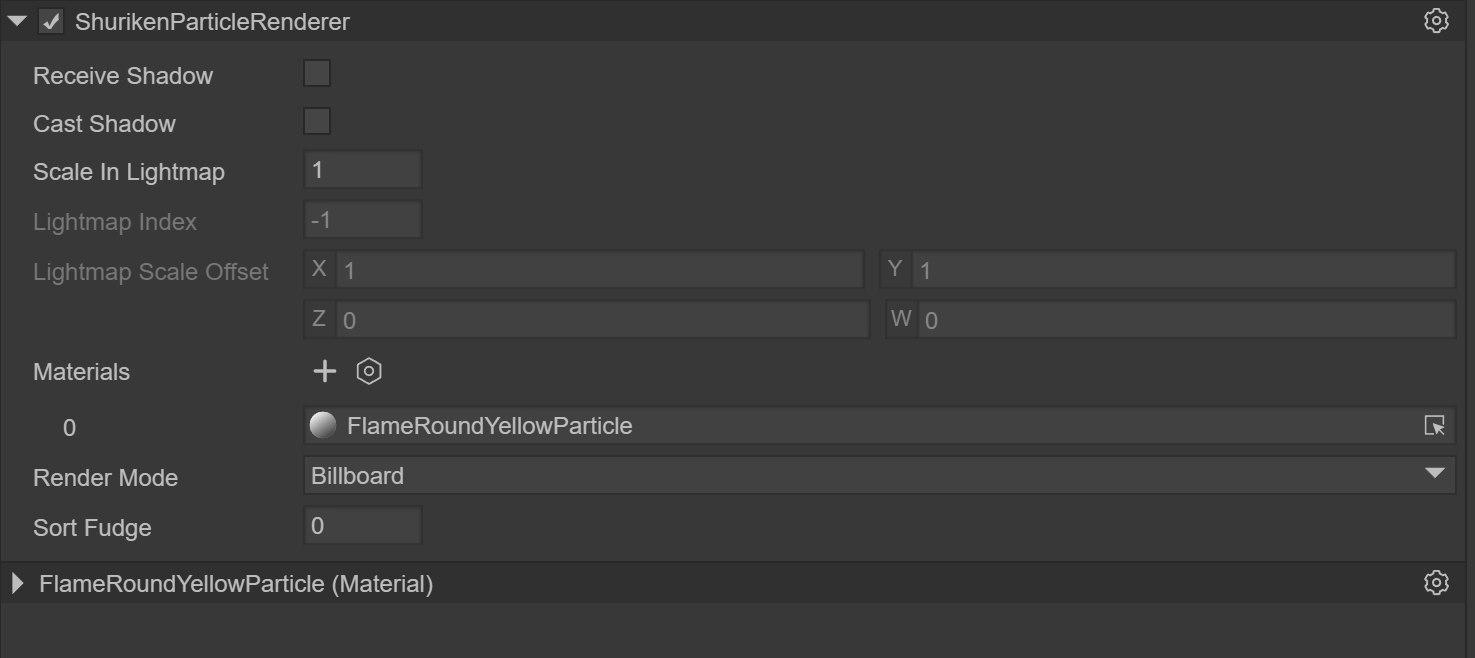 ShurikenParticleRenderer
Receive Shadow
Cast Shadow
Scale In Lightmap 1
Lightmap Index -1
Lightmap Scale Offset X 1 Y 1
Z 0 W 0
Materials
0 FlameRoundYellowParticle
Render Mode Billboard
Sort Fudge 0
FlameRoundYellowParticle (Material)